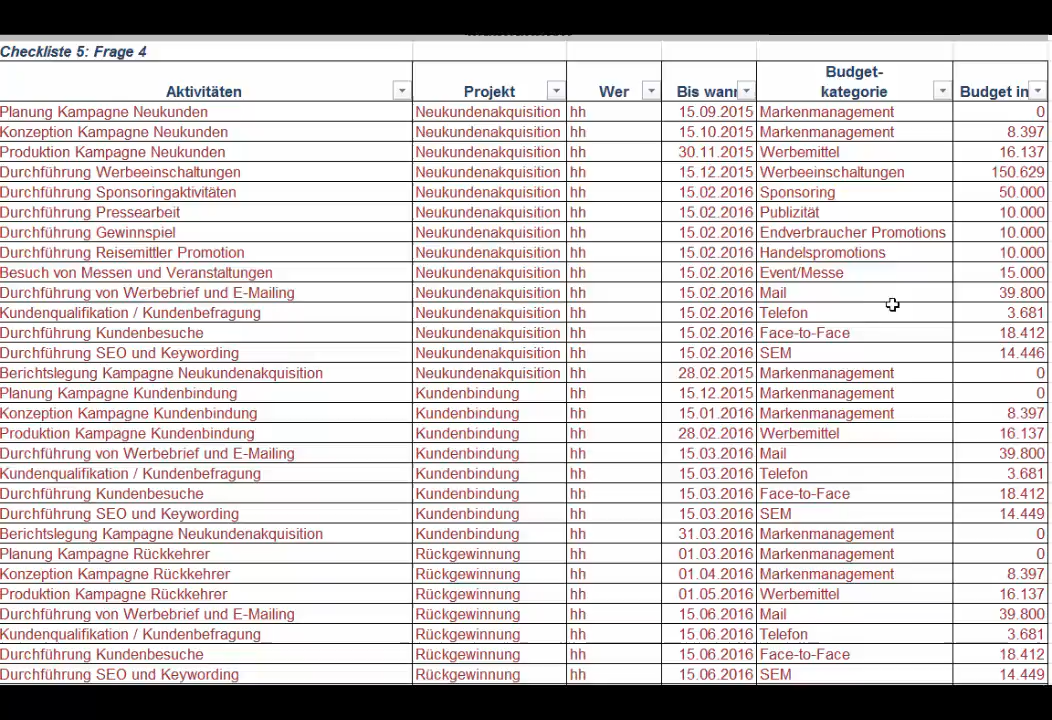 Checkliste 5: Frage 4
Aktivitäten Projekt Wer Bis wann Budget-kategorie Budget in
Planung Kampagne Neukunden Neukundenakquisition hh 15.09.2015 Markenmanagement 0
Konzeption Kampagne Neukunden Neukundenakquisition hh 15.10.2015 Markenmanagement 8.397
Produktion Kampagne Neukunden Neukundenakquisition hh 30.11.2015 Werbemittel 16.137
Durchführung Werbeeinschaltungen Neukundenakquisition hh 15.12.2015 Werbeeinschaltungen 150.629
Durchführung Sponsoringaktivitäten Neukundenakquisition hh 15.02.2016 Sponsoring 50.000
Durchführung Pressearbeit Neukundenakquisition hh 15.02.2016 Publizität 10.000
Durchführung Gewinnspiel Neukundenakquisition hh 15.02.2016 Endverbraucher Promotions 10.000
Durchführung Reisemittler Promotion Neukundenakquisition hh 15.02.2016 Handelspromotions 10.000
Besuch von Messen und Veranstaltungen Neukundenakquisition hh 15.02.2016 Event/Messe 15.000
Durchführung von Werbebrief und E-Mailing Neukundenakquisition hh 15.02.2016 Mail 39.800
Kundenqualifikation / Kundenbefragung Neukundenakquisition hh 15.02.2016 Telefon 3.681
Durchführung Kundenbesuche Neukundenakquisition hh 15.02.2016 Face-to-Face 18.412
Durchführung SEO und Keywording Neukundenakquisition hh 15.02.2016 SEM 14.446
Berichtslegung Kampagne Neukundenakquisition Neukundenakquisition hh 28.02.2015 Markenmanagement 0
Planung Kampagne Kundenbindung Kundenbindung hh 15.12.2015 Markenmanagement 0
Konzeption Kampagne Kundenbindung Kundenbindung hh 15.01.2016 Markenmanagement 8.397
Produktion Kampagne Kundenbindung Kundenbindung hh 28.02.2016 Werbemittel 16.137
Durchführung von Werbebrief und E-Mailing Kundenbindung hh 15.03.2016 Mail 39.800
Kundenqualifikation / Kundenbefragung Kundenbindung hh 15.03.2016 Telefon 3.681
Durchführung Kundenbesuche Kundenbindung hh 15.03.2016 Face-to-Face 18.412
Durchführung SEO und Keywording Kundenbindung hh 15.03.2016 SEM 14.449
Berichtslegung Kampagne Neukundenakquisition Kundenbindung hh 31.03.2016 Markenmanagement 0
Planung Kampagne Rückkehrer Rückgewinnung hh 01.03.2016 Markenmanagement 0
Konzeption Kampagne Rückkehrer Rückgewinnung hh 01.04.2016 Markenmanagement 8.397
Produktion Kampagne Rückkehrer Rückgewinnung hh 01.05.2016 Werbemittel 16.137
Durchführung von Werbebrief und E-Mailing Rückgewinnung hh 15.06.2016 Mail 39.800
Kundenqualifikation / Kundenbefragung Rückgewinnung hh 15.06.2016 Telefon 3.681
Durchführung Kundenbesuche Rückgewinnung hh 15.06.2016 Face-to-Face 18.412
Durchführung SEO und Keywording Rückgewinnung hh 15.06.2016 SEM 14.449